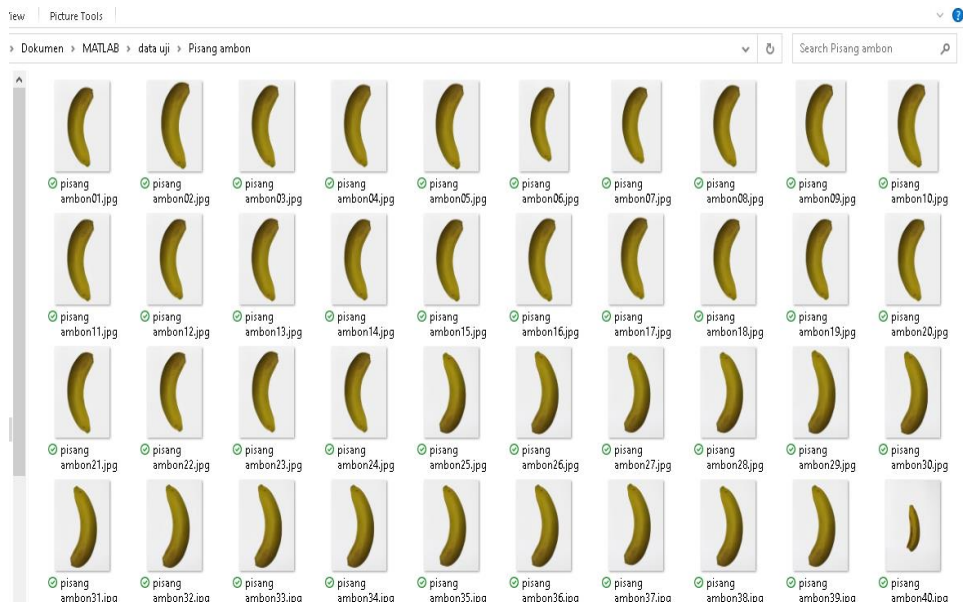 View Picture Tools
Dokumen > MATLAB > data uji > Pisang ambon Search Pisang ambon
pisang ambon01.jpg
pisang ambon02.jpg
pisang ambon03.jpg
pisang ambon04.jpg
pisang ambon05.jpg
pisang ambon06.jpg
pisang ambon07.jpg
pisang ambon08.jpg
pisang ambon09.jpg
pisang ambon10.jpg
pisang ambon11.jpg
pisang ambon12.jpg
pisang ambon13.jpg
pisang ambon14.jpg
pisang ambon15.jpg
pisang ambon16.jpg
pisang ambon17.jpg
pisang ambon18.jpg
pisang ambon19.jpg
pisang ambon20.jpg
pisang ambon21.jpg
pisang ambon22.jpg
pisang ambon23.jpg
pisang ambon24.jpg
pisang ambon25.jpg
pisang ambon26.jpg
pisang ambon27.jpg
pisang ambon28.jpg
pisang ambon29.jpg
pisang ambon30.jpg
pisang ambon31.jpg
pisang ambon32.jpg
pisang ambon33.jpg
pisang ambon34.jpg
pisang ambon35.jpg
pisang ambon36.jpg
pisang ambon37.jpg
pisang ambon38.jpg
pisang ambon39.jpg
pisang ambon40.jpg